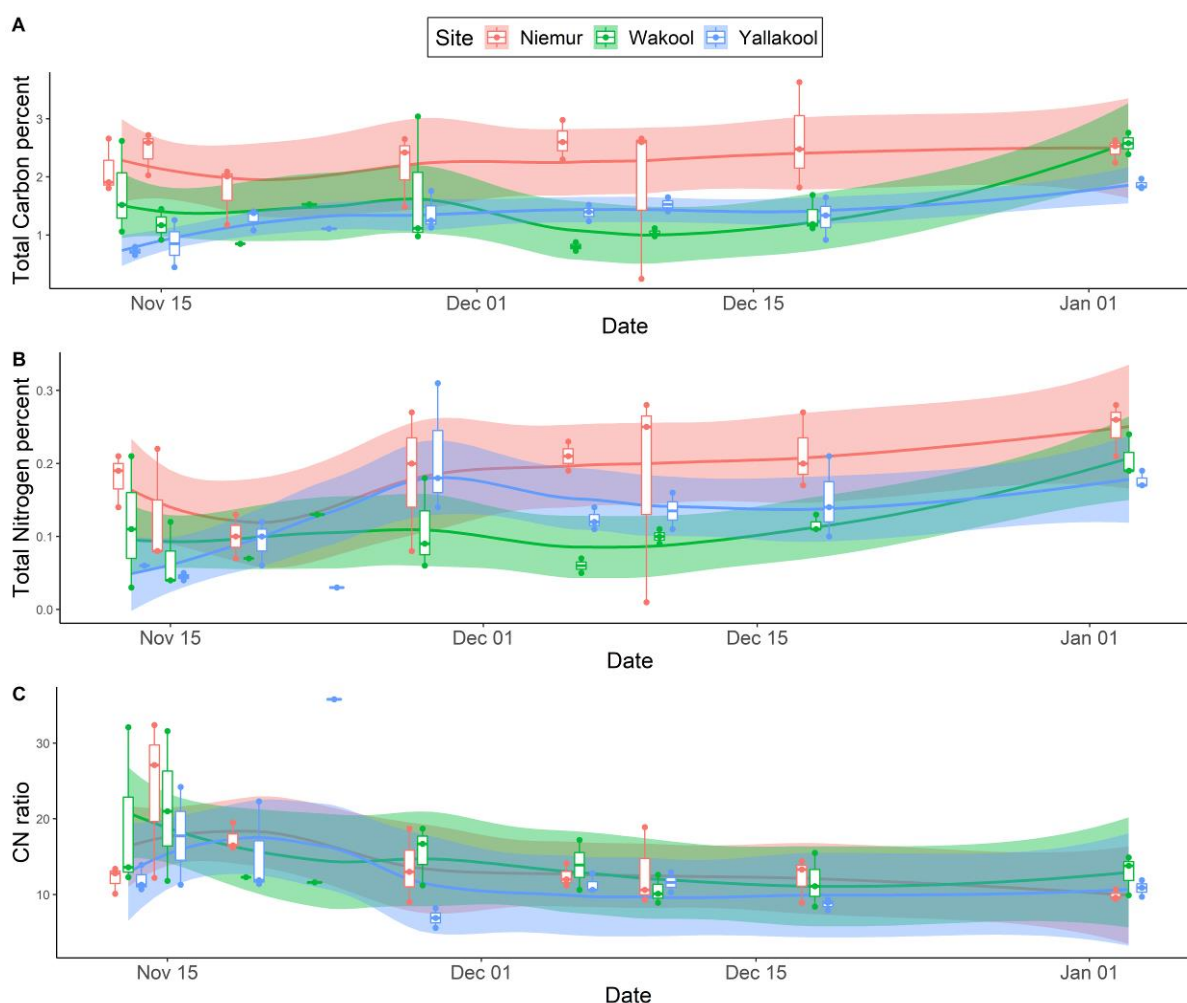 A
Site Niemur Wakool Yallakool
Total Carbon percent
3
2
1
Nov 15 Dec 01 Dec 15 Jan 01
Date
B
Total Nitrogen percent
0.3
0.2
0.1
0.0
Nov 15 Dec 01 Dec 15 Jan 01
Date
C
CN ratio
30
20
10
Nov 15 Dec 01 Dec 15 Jan 01
Date